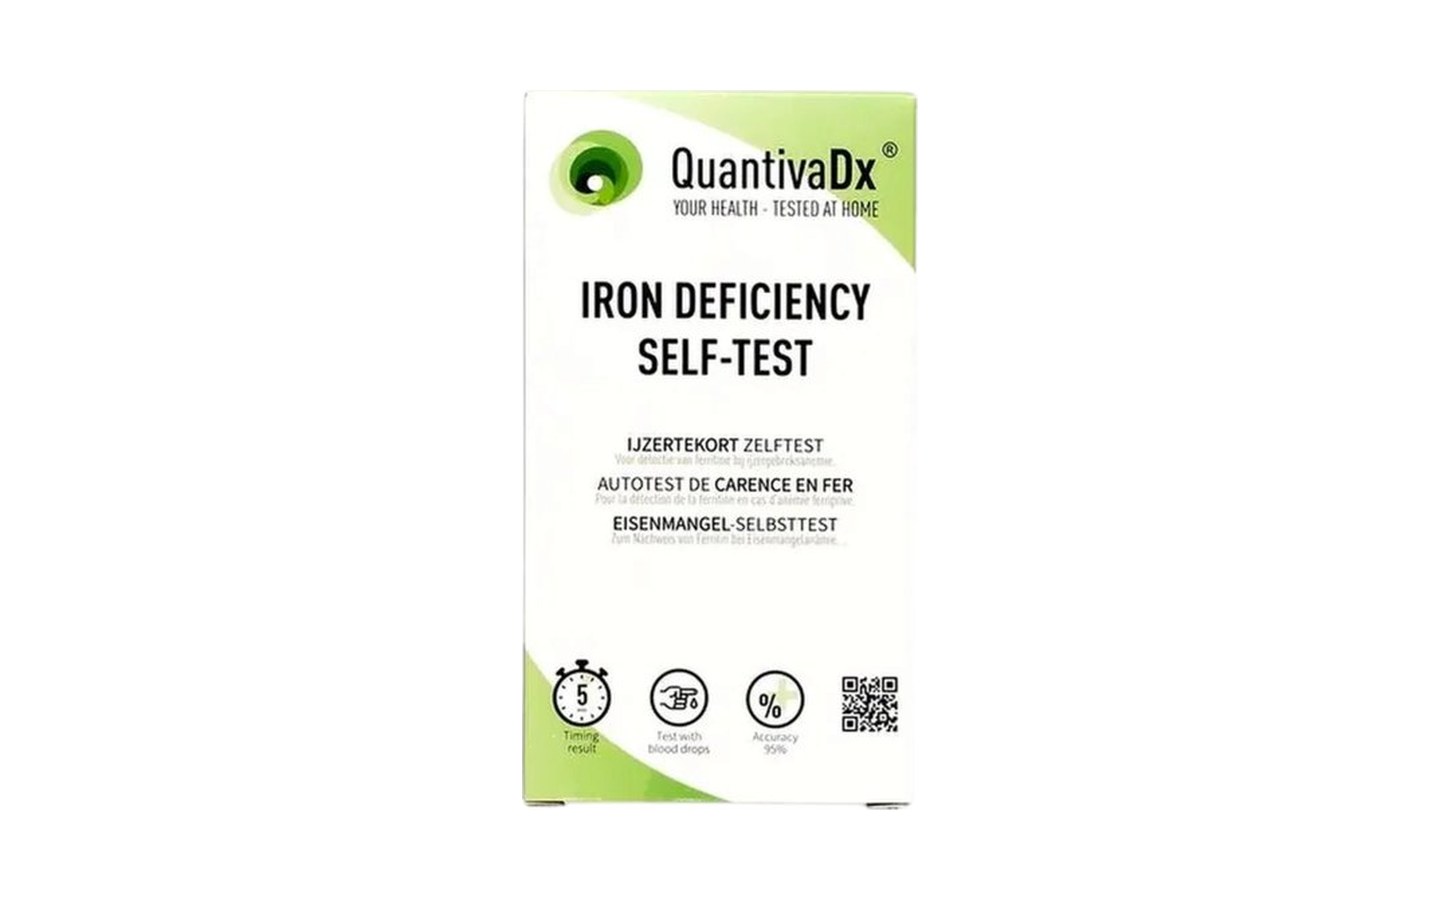 QuantivaDx®
YOUR HEALTH - TESTED AT HOME
IRON DEFICIENCY
SELF-TEST
IJZERTEKORT ZELFTEST
Voor detectie van ferritine bij ijzergebreksanemie.
AUTOTEST DE CARENCE EN FER
Pour la détection de la ferritine en cas d'anémie ferriprive.
EISENMANGEL-SELBSTTEST
Zum Nachweis von Ferritin bei Eisenmangelanämie.
5
Timing
result
Test with
blood drops
%
Accuracy
95%